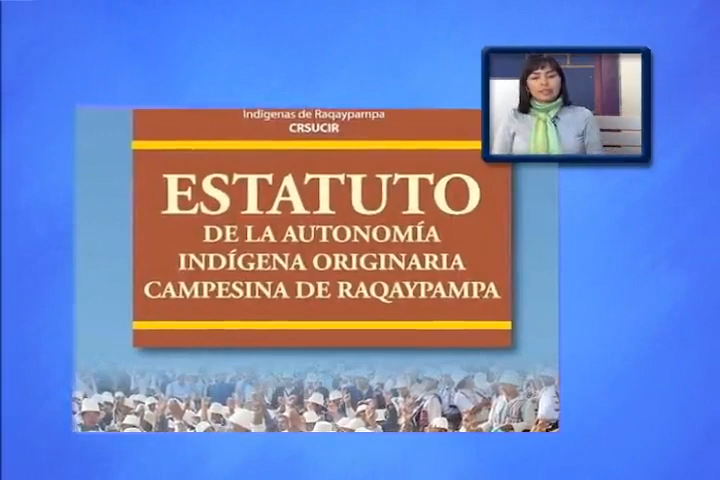 Indígenas de Raqaypampa
CRSUCIR
ESTATUTO
DE LA AUTONOMÍA
INDÍGENA ORIGINARIA
CAMPESINA DE RAQAYPAMPA